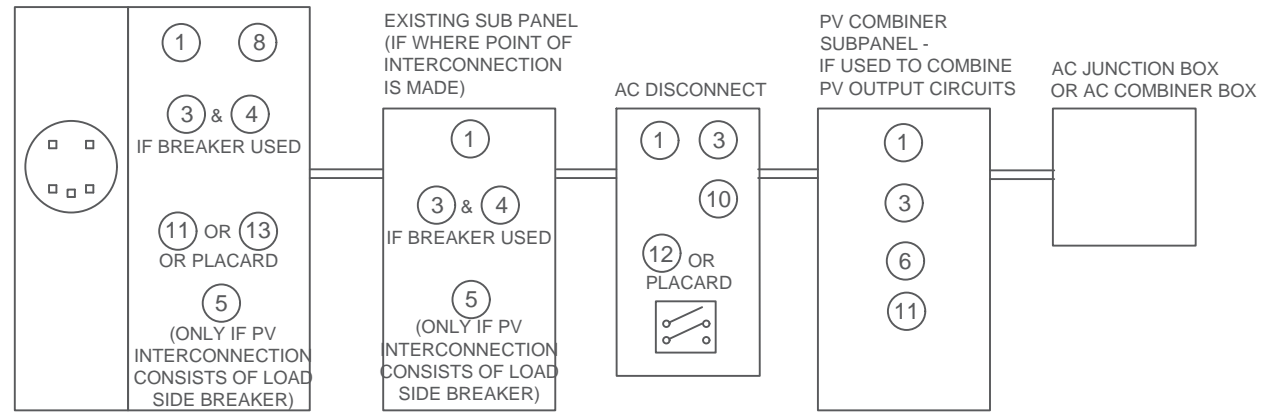 1 8
3 & 4
IF BREAKER USED
11 OR 13
OR PLACARD
5
(ONLY IF PV
INTERCONNECTION
CONSISTS OF LOAD
SIDE BREAKER)
EXISTING SUB PANEL
(IF WHERE POINT OF
INTERCONNECTION
IS MADE)
1
3 & 4
IF BREAKER USED
5
(ONLY IF PV
INTERCONNECTION
CONSISTS OF LOAD
SIDE BREAKER)
AC DISCONNECT
1 3
10
12 OR
PLACARD
PV COMBINER
SUBPANEL -
IF USED TO COMBINE
PV OUTPUT CIRCUITS
1
3
6
11
AC JUNCTION BOX
OR AC COMBINER BOX